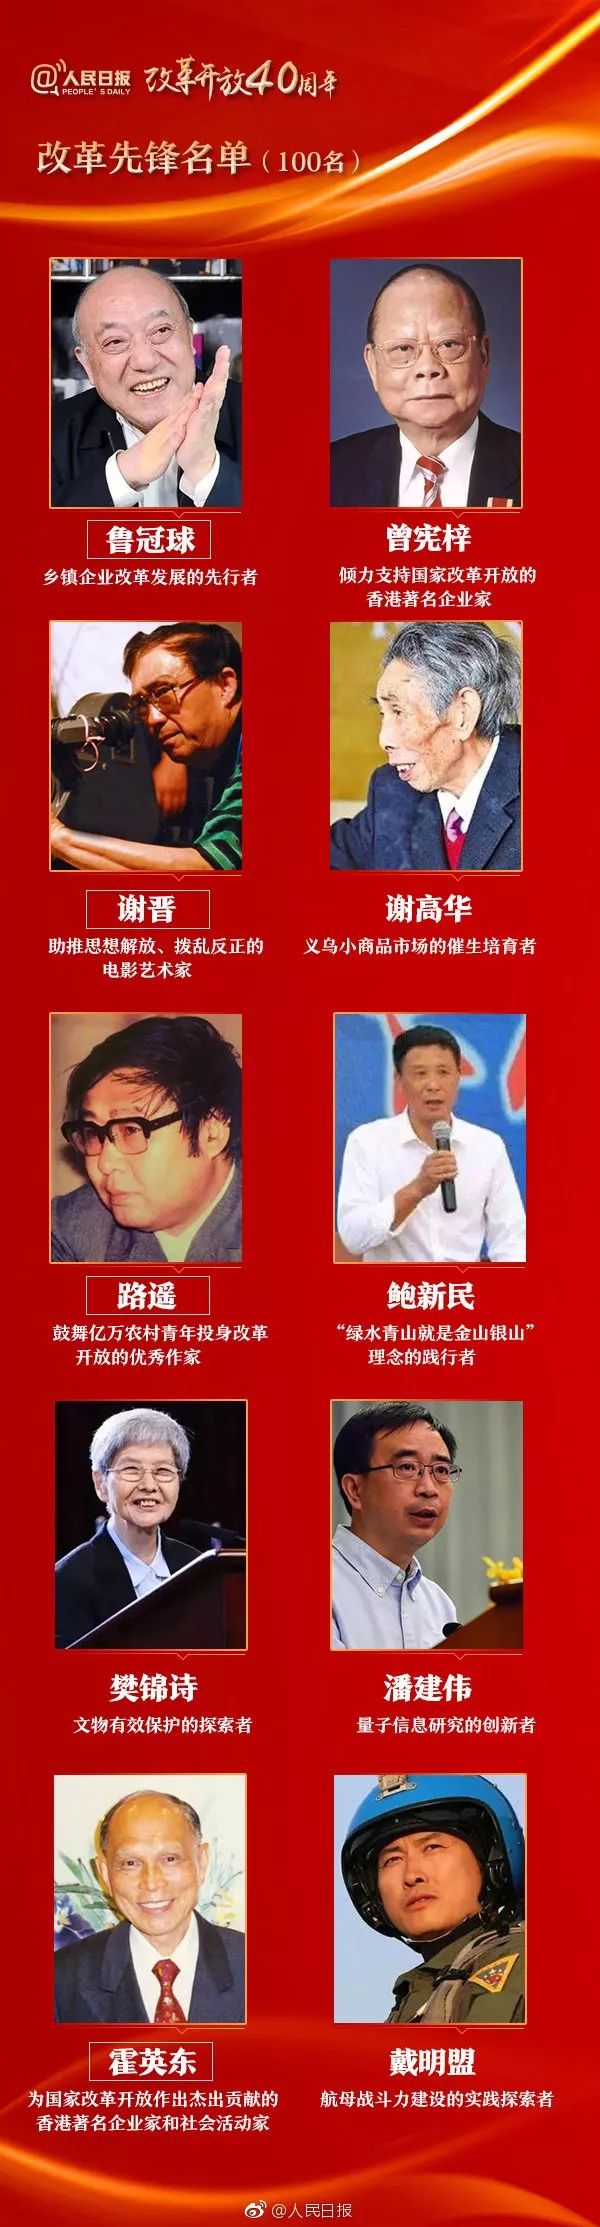 @人民日报 改革开放40周年
PEOPLE'S DAILY
改革先锋名单(100名)
鲁冠球
乡镇企业改革发展的先行者
曾宪梓
倾力支持国家改革开放的
香港著名企业家
谢晋
助推思想解放、拨乱反正的
电影艺术家
谢高华
义乌小商品市场的催生培育者
路遥
鼓舞亿万农村青年投身改革
开放的优秀作家
鲍新民
“绿水青山就是金山银山”
理念的践行者
樊锦诗
文物有效保护的探索者
潘建伟
量子信息研究的创新者
霍英东
为国家改革开放作出杰出贡献的
香港著名企业家和社会活动家
戴明盟
航母战斗力建设的实践探索者
@人民日报